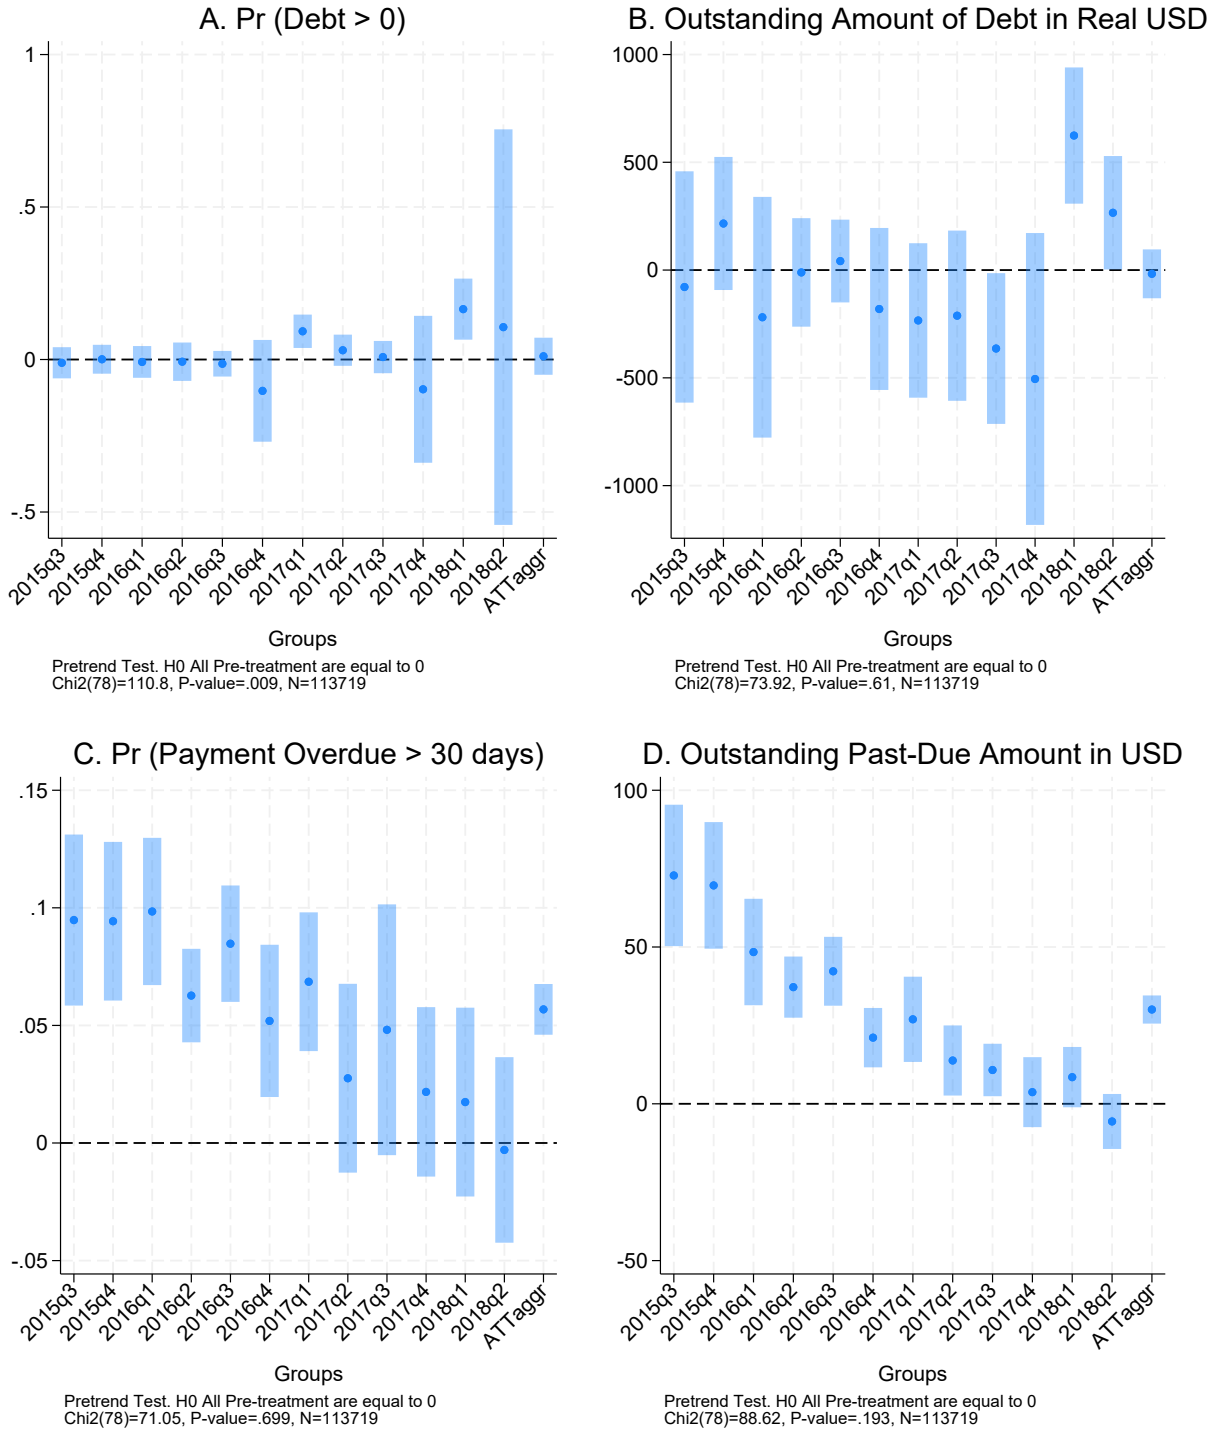 A. Pr (Debt > 0)
1
.5
0
-.5
2015q3
2015q4
2016q1
2016q2
2016q3
2016q4
2017q1
2017q2
2017q3
2017q4
2018q1
2018q2
ATTaggr
Groups
Pretrend Test. H0 All Pre-treatment are equal to 0
Chi2(78)=110.8, P-value=.009, N=113719
B. Outstanding Amount of Debt in Real USD
1000
500
0
-500
-1000
2015q3
2015q4
2016q1
2016q2
2016q3
2016q4
2017q1
2017q2
2017q3
2017q4
2018q1
2018q2
ATTaggr
Groups
Pretrend Test. H0 All Pre-treatment are equal to 0
Chi2(78)=73.92, P-value=.61, N=113719
C. Pr (Payment Overdue > 30 days)
.15
.1
.05
0
-.05
2015q3
2015q4
2016q1
2016q2
2016q3
2016q4
2017q1
2017q2
2017q3
2017q4
2018q1
2018q2
ATTaggr
Groups
Pretrend Test. H0 All Pre-treatment are equal to 0
Chi2(78)=71.05, P-value=.699, N=113719
D. Outstanding Past-Due Amount in USD
100
50
0
-50
2015q3
2015q4
2016q1
2016q2
2016q3
2016q4
2017q1
2017q2
2017q3
2017q4
2018q1
2018q2
ATTaggr
Groups
Pretrend Test. H0 All Pre-treatment are equal to 0
Chi2(78)=88.62, P-value=.193, N=113719